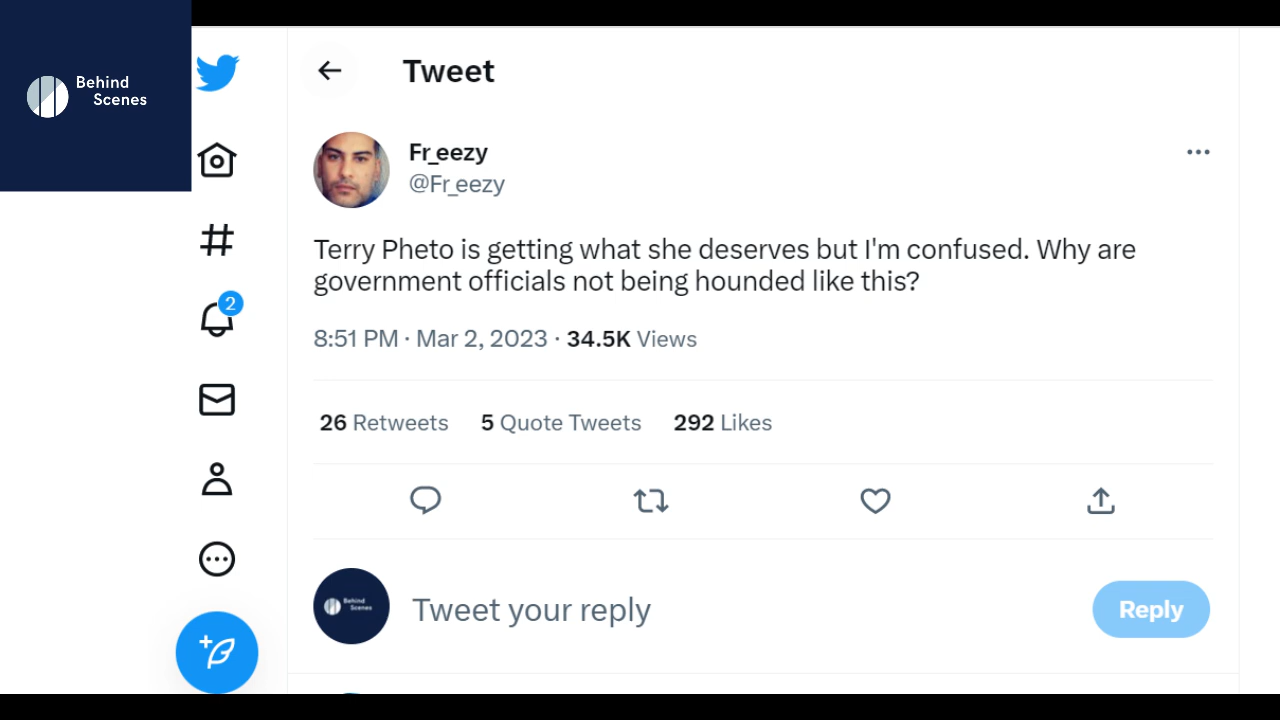 Behind
Scenes
Tweet
Fr_eezy
@Fr_eezy
Terry Pheto is getting what she deserves but I'm confused. Why are
government officials not being hounded like this?
8:51 PM · Mar 2, 2023 · 34.5K Views
2
26 Retweets 5 Quote Tweets 292 Likes
Behind
Scenes
Tweet your reply
Reply